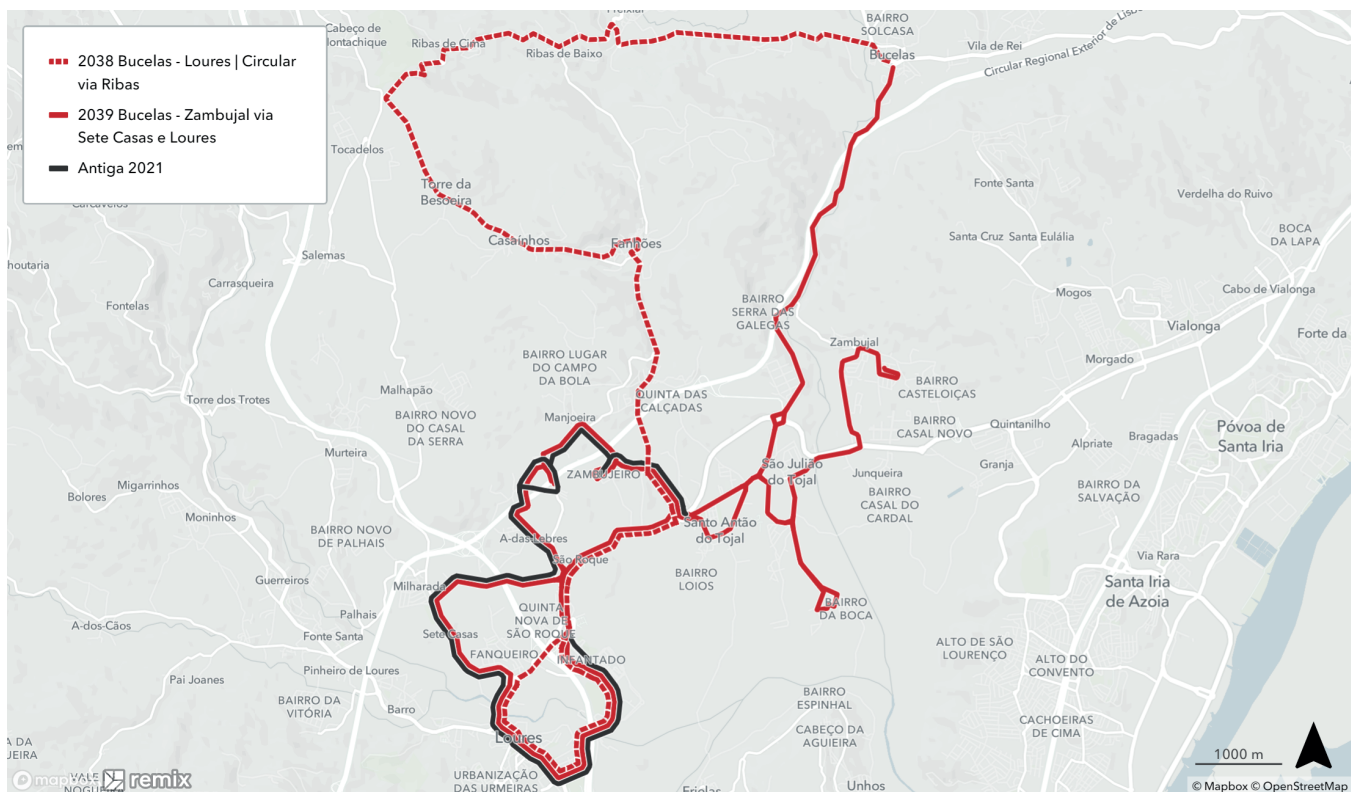 2038 Bucelas - Loures | Circular
via Ribas
2039 Bucelas - Zambujal via
Sete Casas e Loures
Antiga 2021
Cabeço de
Montachique
Ribas de Cima
Ribas de Baixo
Freixial
BAIRRO
SOLCASA
Bucelas
Vila de Rei
Circular Regional Exterior de Lisboa
Tocadelos
Torre da
Besoeira
Fonte Santa
Verdelha do Ruivo
Carcavelos
Casaínhos
Fanhões
Santa Cruz
Santa Eulália
BOCA
DA LAPA
Salemas
Carrasqueira
Fontelas
Mogos
Cabo de Vialonga
BAIRRO
SERRA DAS
GALEGAS
Vialonga
Forte da
Zambujal
Morgado
BAIRRO LUGAR
DO CAMPO
DA BOLA
Malhapão
Torre dos Trotes
QUINTA DAS
CALÇADAS
BAIRRO
CASTELOIÇAS
BAIRRO NOVO
DO CASAL
DA SERRA
Manjoeira
BAIRRO
CASAL NOVO
Quintanilho
Póvoa de
Santa Iria
Murteira
Alpriate
Bragadas
ZAMBUJEIRO
São Julião
do Tojal
Junqueira
Granja
Migarrinhos
Bolores
BAIRRO DA
SALVAÇÃO
BAIRRO
CASAL DO
CARDAL
Moninhos
BAIRRO NOVO
DE PALHAIS
Santo Antão
do Tojal
A-das-Lebres
São Roque
Via Rara
Guerreiros
Milharada
BAIRRO
LOIOS
Santa Iria
de Azoia
Palhais
QUINTA
NOVA DE
SÃO ROQUE
BAIRRO
DA BOCA
A-dos-Cãos
Fonte Santa
Sete Casas
FANQUEIRO
INFANTADO
ALTO DE SÃO
LOURENÇO
ALTO DO
CONVENTO
Pinheiro de Loures
Pai Joanes
BAIRRO DA
VITÓRIA
Barro
BAIRRO
ESPINHAL
CACHOEIRAS
DE CIMA
CABEÇO DA
AGUIEIRA
Loures
1000 m
URBANIZAÇÃO
DAS URMEIRAS
Frielas
Unhos
mapbox
remix
© Mapbox © OpenStreetMap